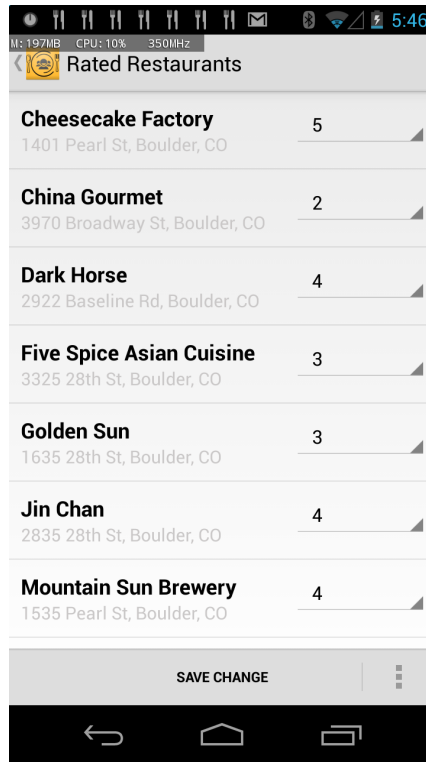 5:46
M: 197MB CPU: 10% 350MHz
Rated Restaurants
Cheesecake Factory
5
1401 Pearl St, Boulder, CO
China Gourmet
2
3970 Broadway St, Boulder, CO
Dark Horse
4
2922 Baseline Rd, Boulder, CO
Five Spice Asian Cuisine
3
3325 28th St, Boulder, CO
Golden Sun
3
1635 28th St, Boulder, CO
Jin Chan
4
2835 28th St, Boulder, CO
Mountain Sun Brewery
4
1535 Pearl St, Boulder, CO
SAVE CHANGE